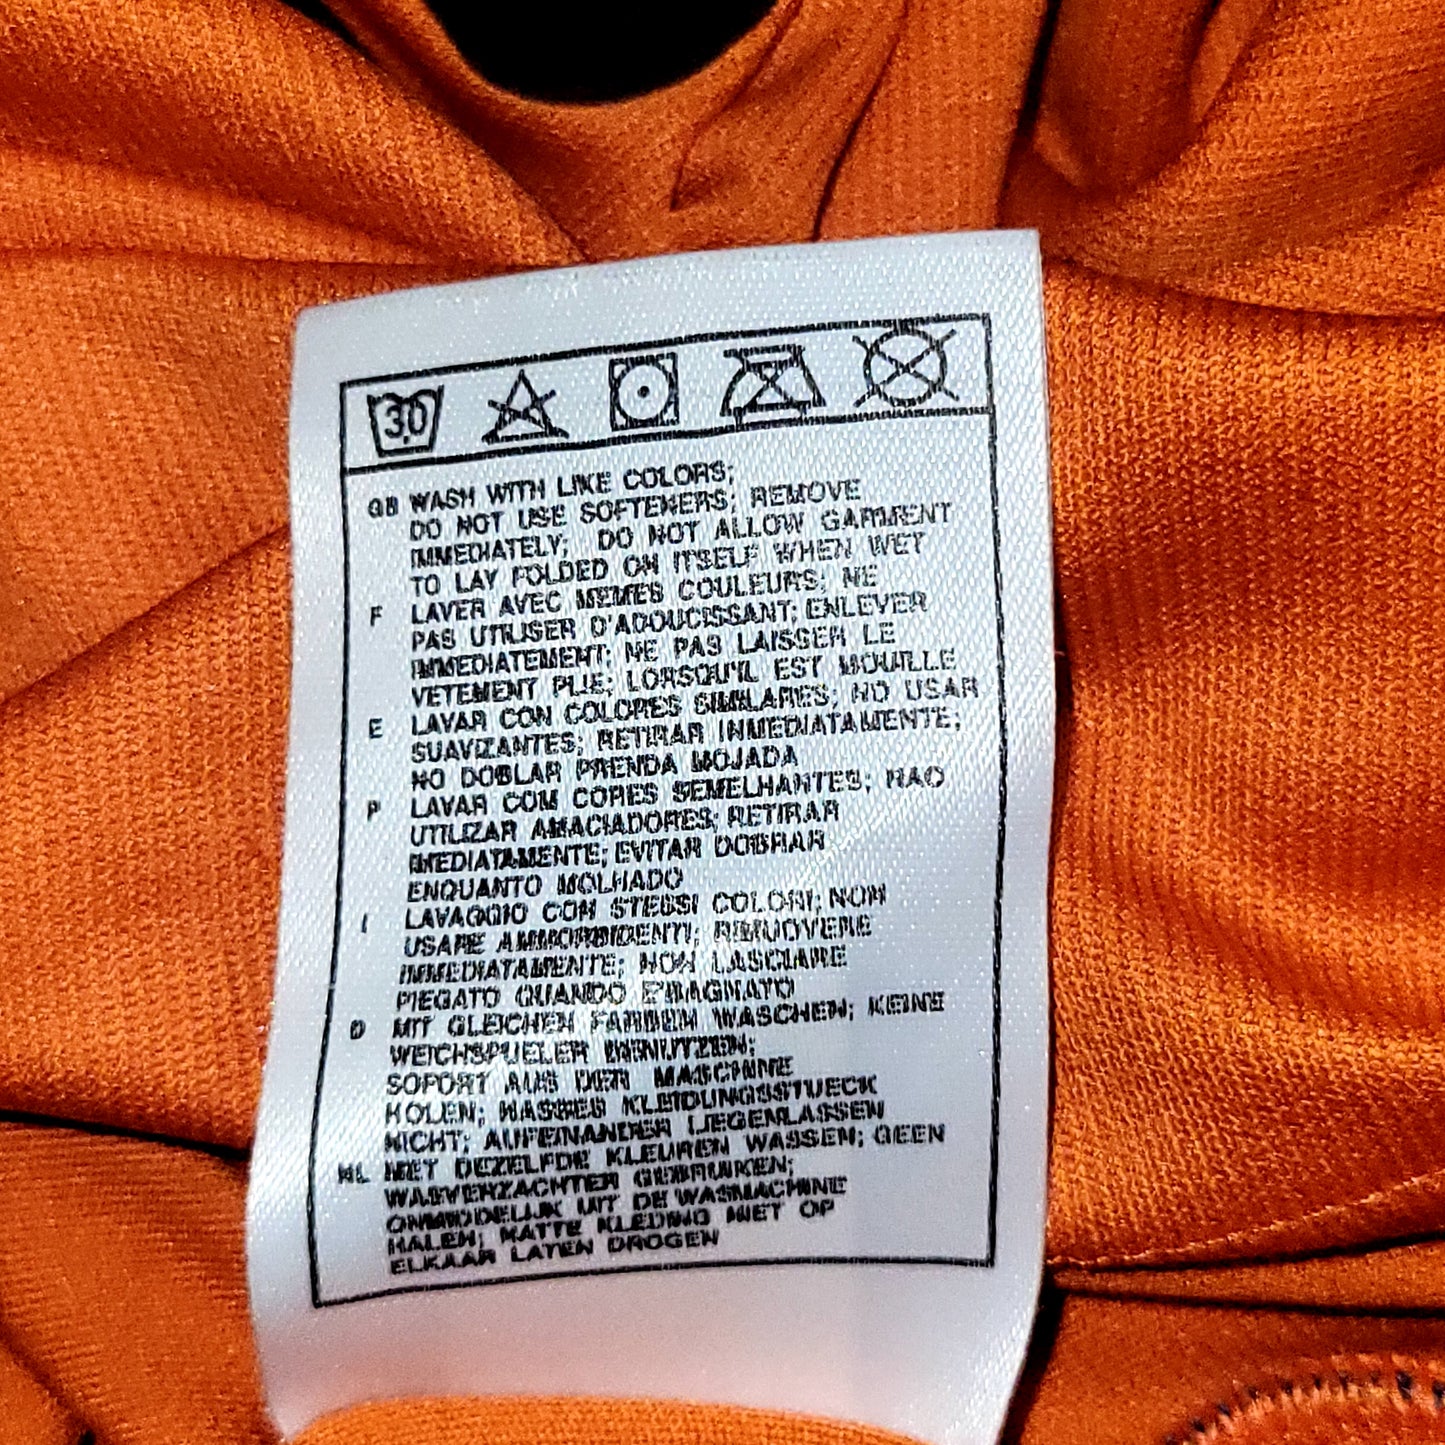 30
GB WASH WITH LIKE COLORS;
DO NOT USE SOFTENERS; REMOVE
IMMEDIATELY; DO NOT ALLOW GARMENT
TO LAY FOLDED ON ITSELF WHEN WET
F LAVER AVEC MEMES COULEURS; NE
PAS UTILISER D'ADOUCISSANT; ENLEVER
IMMEDIATEMENT; NE PAS LAISSER LE
VETEMENT PLIE; LORSQU'IL EST MOUILLE
E LAVAR CON COLORES SIMILARES; NO USAR
SUAVIZANTES; RETIRAR INMEDIATAMENTE;
NO DOBLAR PRENDA MOJADA
P LAVAR COM CORES SEMELHANTES; NAO
UTILIZAR AMACIADORES; RETIRAR
IMEDIATAMENTE; EVITAR DOBRAR
ENQUANTO MOLHADO
I LAVAGGIO CON STESSI COLORI; NON
USARE AMMORBIDENTI; RIMUOVERE
IMMEDIATAMENTE; NON LASCIARE
PIEGATO QUANDO E'BAGNATO
D MIT GLEICHEN FARBEN WASCHEN; KEINE
WEICHSPUELER BENUTZEN;
SOFORT AUS DER MASCHINE
HOLEN; NASSES KLEIDUNGSSTUECK
NICHT; AUFEINANDER LIEGENLASSEN
NL MET DEZELFDE KLEUREN WASSEN; GEEN
WASVERZACHTER GEBRUIKEN;
ONMIDDELIJK UIT DE WASMACHINE
HALEN; NATTE KLEDING NIET OP
ELKAAR LATEN DROGEN